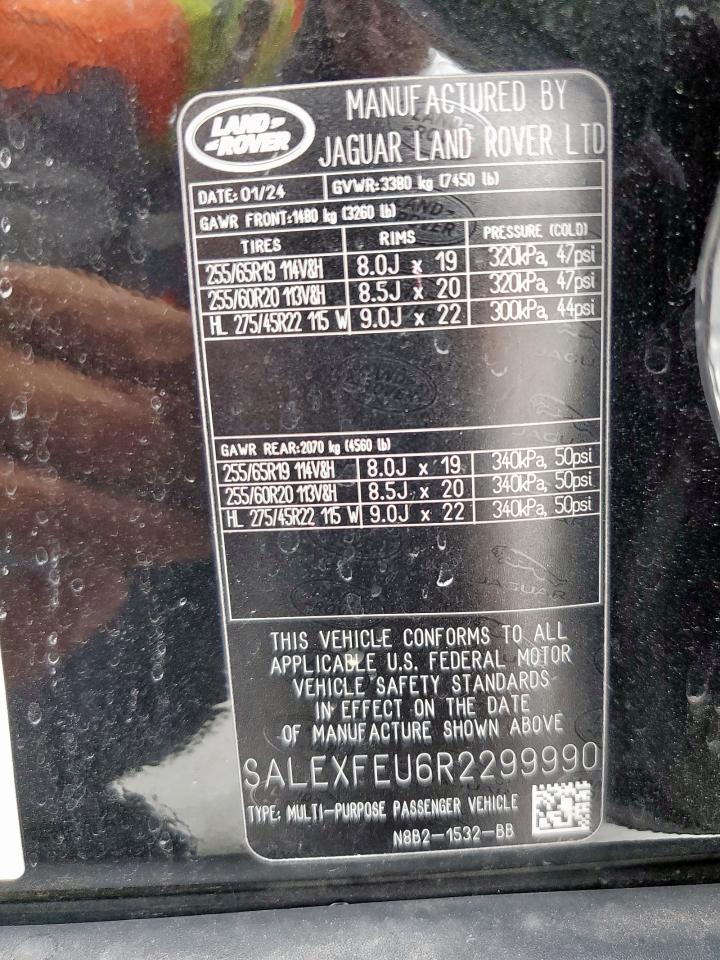 LAND-
-ROVER
MANUFACTURED BY
JAGUAR LAND ROVER LTD
DATE: 01/24 GVWR:3380 kg (7450 lb)
GAWR FRONT:1480 kg (3260 lb)
TIRES RIMS PRESSURE (COLD)
255/65R19 114V8H 8.0J x 19 320kPa, 47psi
255/60R20 113V8H 8.5J x 20 320kPa, 47psi
HL 275/45R22 115 W 9.0J x 22 300kPa, 44psi
GAWR REAR:2070 kg (4560 lb)
255/65R19 114V8H 8.0J x 19 340kPa, 50psi
255/60R20 113V8H 8.5J x 20 340kPa, 50psi
HL 275/45R22 115 W 9.0J x 22 340kPa, 50psi
JAGUAR
THIS VEHICLE CONFORMS TO ALL
APPLICABLE U.S. FEDERAL MOTOR
VEHICLE SAFETY STANDARDS
IN EFFECT ON THE DATE
OF MANUFACTURE SHOWN ABOVE
SALEXFEU6R2299990
TYPE: MULTI-PURPOSE PASSENGER VEHICLE
N8B2-1532-BB